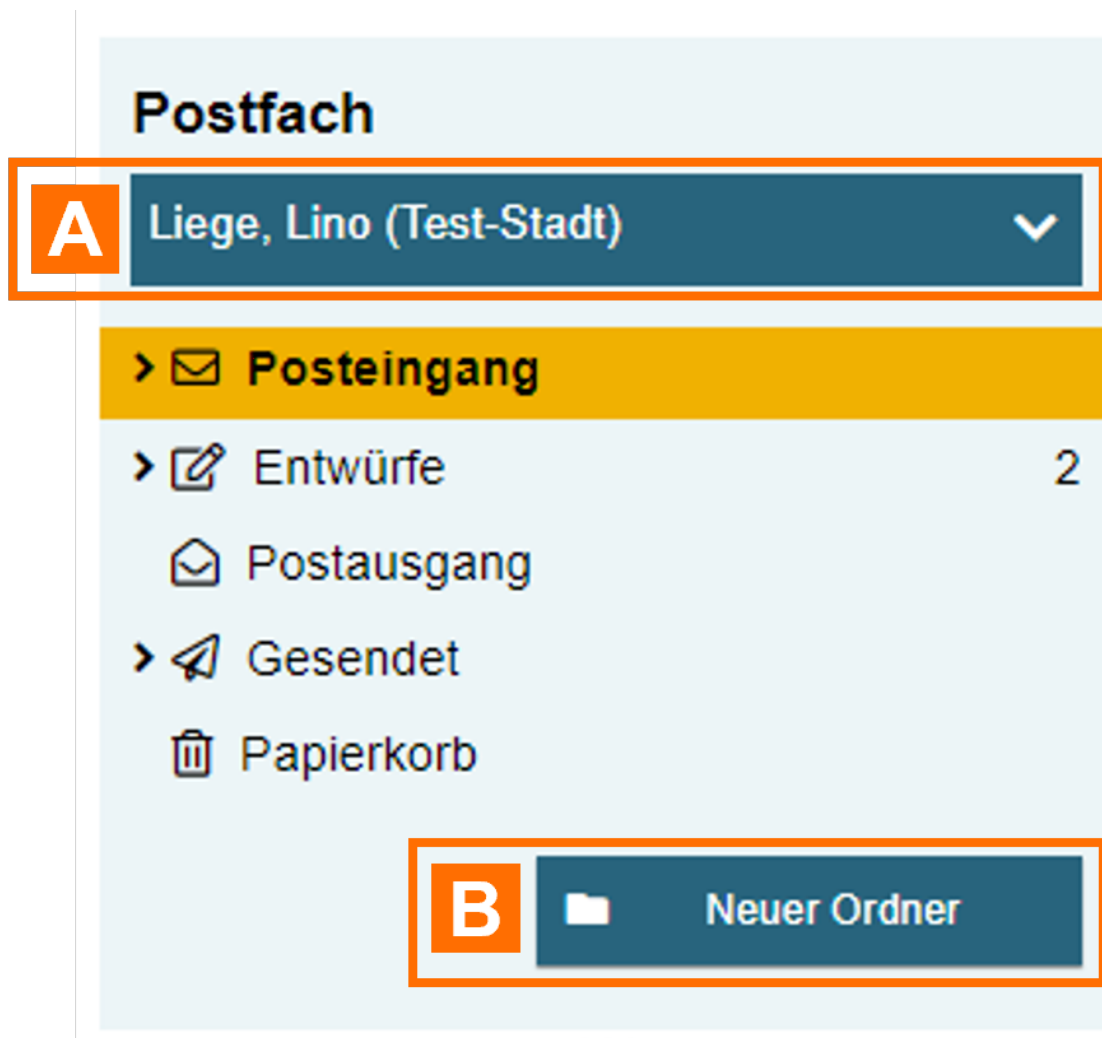 Postfach
A Liege, Lino (Test-Stadt)
Posteingang
Entwürfe 2
Postausgang
Gesendet
Papierkorb
B Neuer Ordner